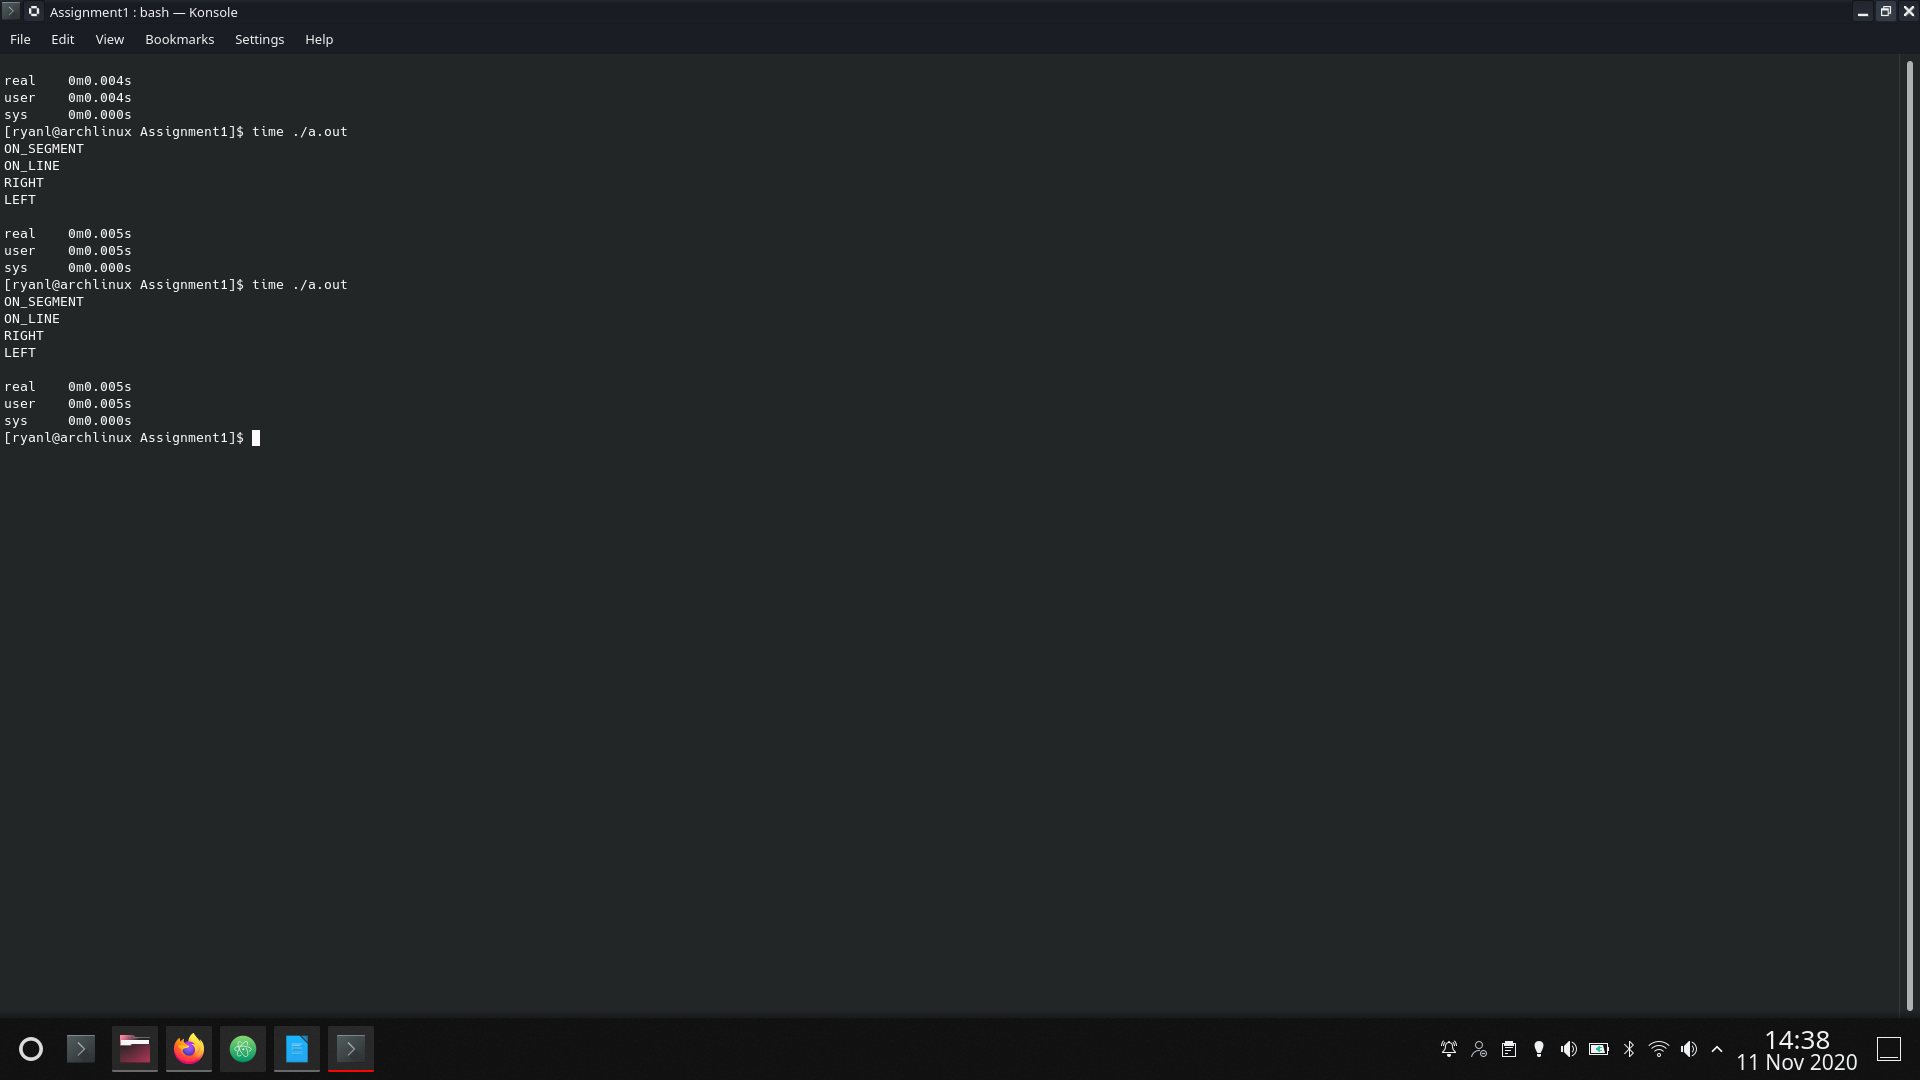 Assignment1 : bash — Konsole
File Edit View Bookmarks Settings Help
real 0m0.004s
user 0m0.004s
sys 0m0.000s
[ryanl@archlinux Assignment1]$ time ./a.out
ON_SEGMENT
ON_LINE
RIGHT
LEFT
real 0m0.005s
user 0m0.005s
sys 0m0.000s
[ryanl@archlinux Assignment1]$ time ./a.out
ON_SEGMENT
ON_LINE
RIGHT
LEFT
real 0m0.005s
user 0m0.005s
sys 0m0.000s
[ryanl@archlinux Assignment1]$
14:38
11 Nov 2020